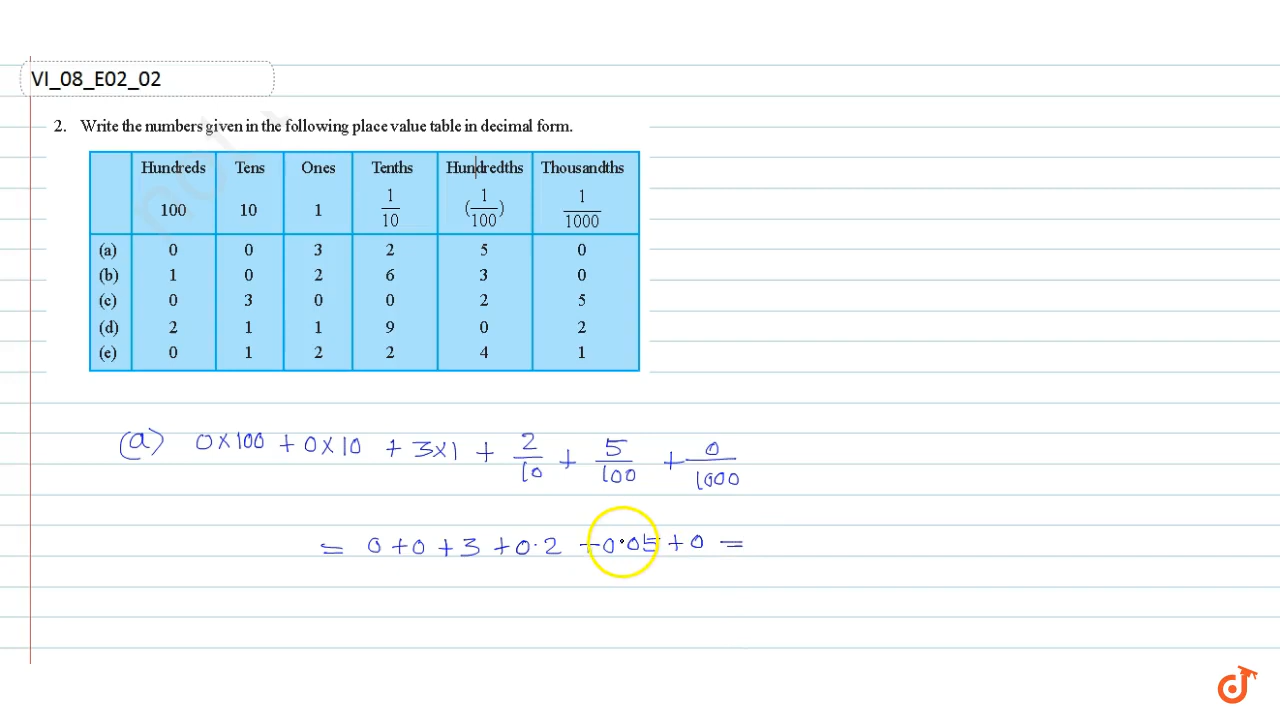 VI_08_E02_02
2. Write the numbers given in the following place value table in decimal form.
Hundreds Tens Ones Tenths Hundredths Thousandths
100 10 1 1/10 (1/100) 1/1000
(a) 0 0 3 2 5 0
(b) 1 0 2 6 3 0
(c) 0 3 0 0 2 5
(d) 2 1 1 9 0 2
(e) 0 1 2 2 4 1
(a) 0×100 + 0×10 + 3×1 + 2/10 + 5/100 + 0/1000
= 0+0+3+0.2 +0.05+0 =